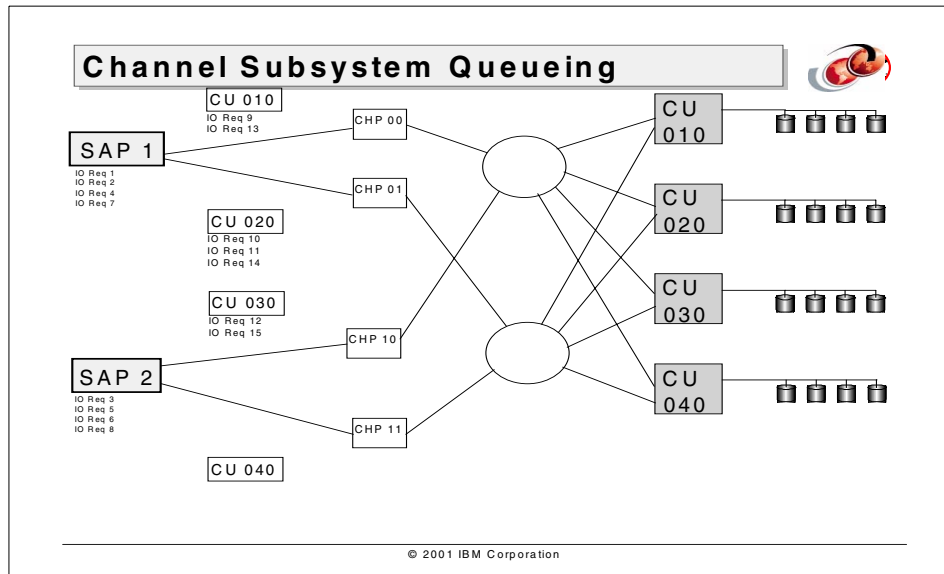 Channel Subsystem Queueing
CU 010
IO Req 9
IO Req 13
SAP 1
IO Req 1
IO Req 2
IO Req 4
IO Req 7
CHP 00
CHP 01
CU 020
IO Req 10
IO Req 11
IO Req 14
CU 030
IO Req 12
IO Req 15
CHP 10
SAP 2
IO Req 3
IO Req 5
IO Req 6
IO Req 8
CHP 11
CU 040
CU
010
CU
020
CU
030
CU
040
© 2001 IBM Corporation